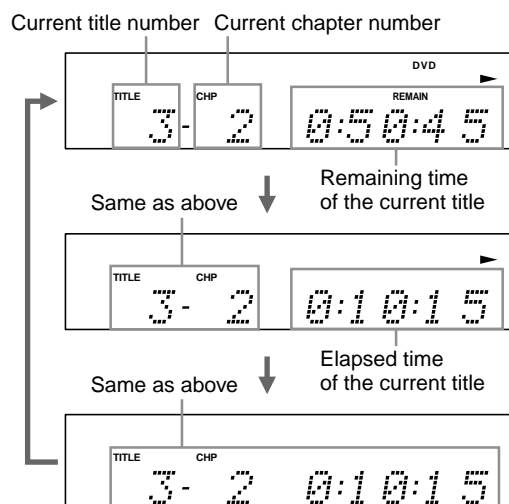 Current title number Current chapter number
DVD
TITLE CHP REMAIN
3- 2 0:50:45
Remaining time
of the current title
Same as above
TITLE CHP
3- 2 0:10:15
Elapsed time
of the current title
Same as above
TITLE CHP
3- 2 0:10:15